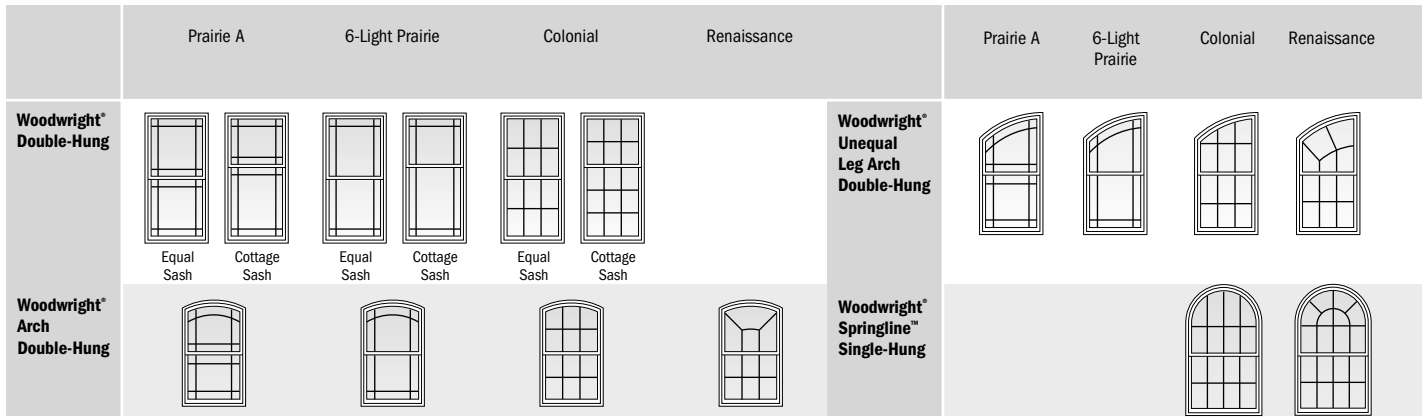 Prairie A
6-Light Prairie
Colonial
Renaissance
Woodwright®
Double-Hung
Equal
Sash
Cottage
Sash
Equal
Sash
Cottage
Sash
Equal
Sash
Cottage
Sash
Woodwright®
Arch
Double-Hung
Prairie A
6-Light
Prairie
Colonial
Renaissance
Woodwright®
Unequal
Leg Arch
Double-Hung
Woodwright®
Springline™
Single-Hung